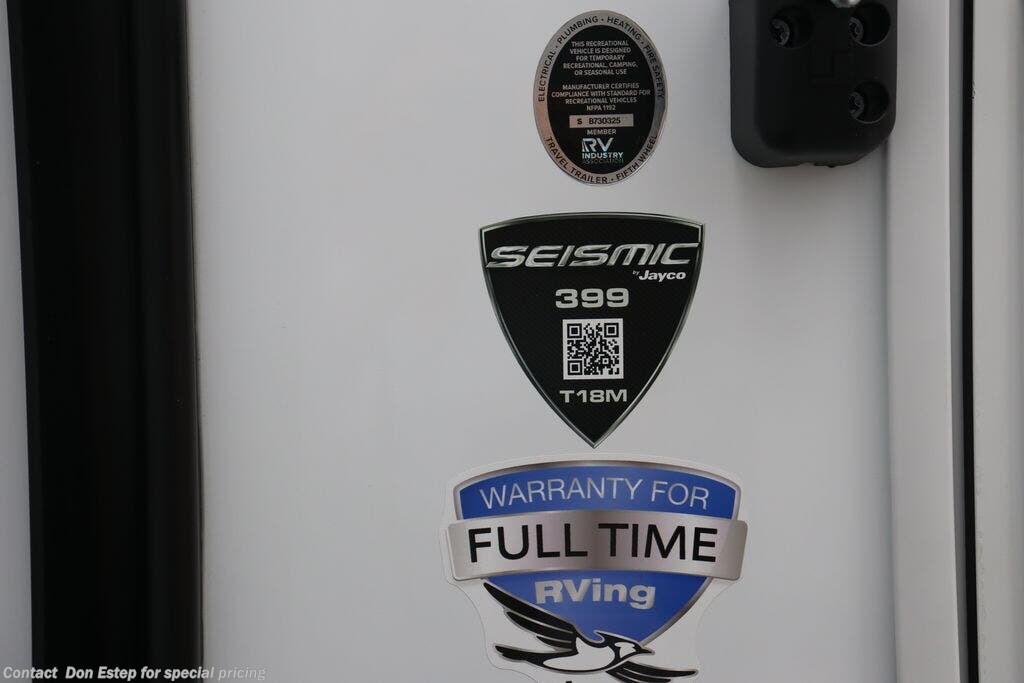 ELECTRICAL • PLUMBING • HEATING • FIRE SAFETY
THIS RECREATIONAL
VEHICLE IS DESIGNED
FOR TEMPORARY
RECREATIONAL, CAMPING,
OR SEASONAL USE
MANUFACTURER CERTIFIES
COMPLIANCE WITH STANDARD FOR
RECREATIONAL VEHICLES
NFPA 1192
S B730325
MEMBER
RV
INDUSTRY
ASSOCIATION
TRAVEL TRAILER • FIFTH WHEEL
SEISMIC
by Jayco
399
T18M
WARRANTY FOR
FULL TIME
RVing
Contact Don Estep for special pricing